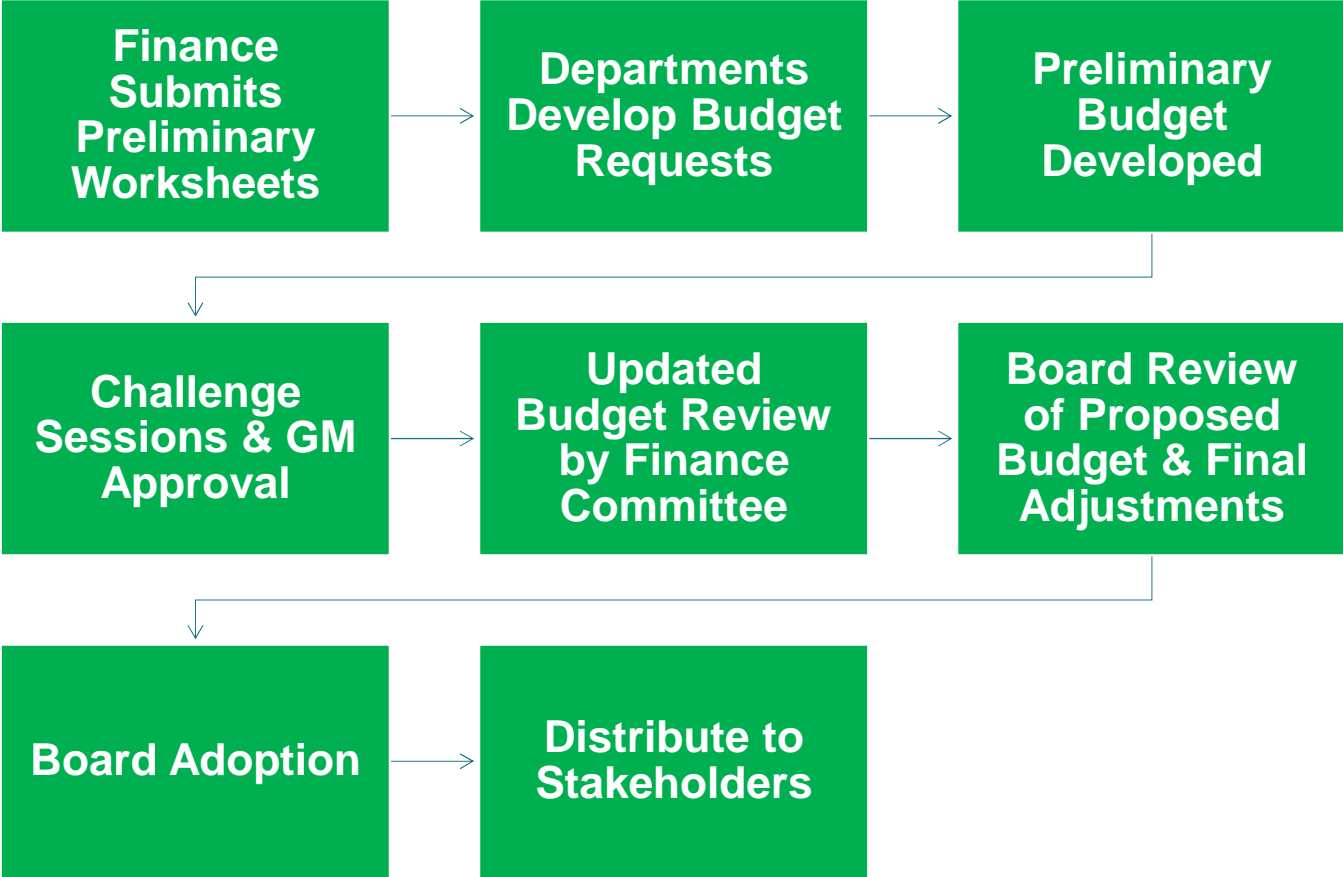 Finance
Submits
Preliminary
Worksheets
Departments
Develop Budget
Requests
Preliminary
Budget
Developed
Challenge
Sessions & GM
Approval
Updated
Budget Review
by Finance
Committee
Board Review
of Proposed
Budget & Final
Adjustments
Board Adoption
Distribute to
Stakeholders